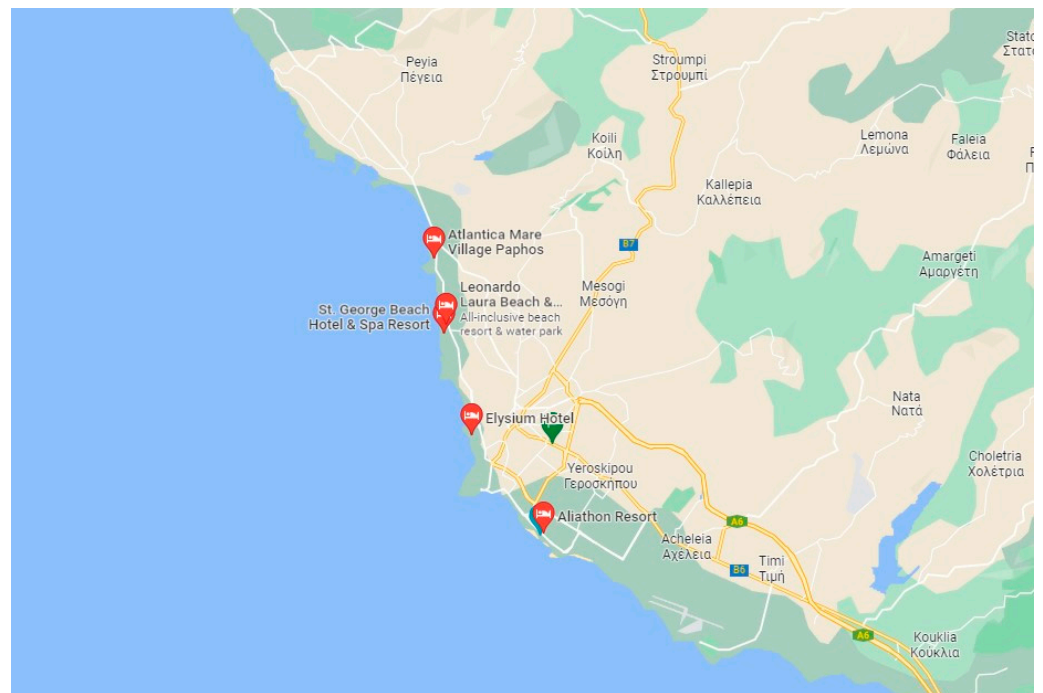 Peyia
Πέγεια
Stroumpi
Στρουμπί
Koili
Κοίλη
Lemona
Λεμώνα
Faleia
Φάλεια
Kallepia
Καλλέπεια
Atlantica Mare
Village Paphos
B7
Amargeti
Αμαργέτη
Leonardo
Laura Beach &...
All-inclusive beach
resort & water park
St. George Beach
Hotel & Spa Resort
Mesogi
Μεσόγη
Elysium Hotel
Nata
Νατά
Yeroskipou
Γεροσκήπου
Choletria
Χολέτρια
Aliathon Resort
A6
Acheleia
Αχέλεια
Timi
Τιμή
B6
A6
Kouklia
Κούκλια